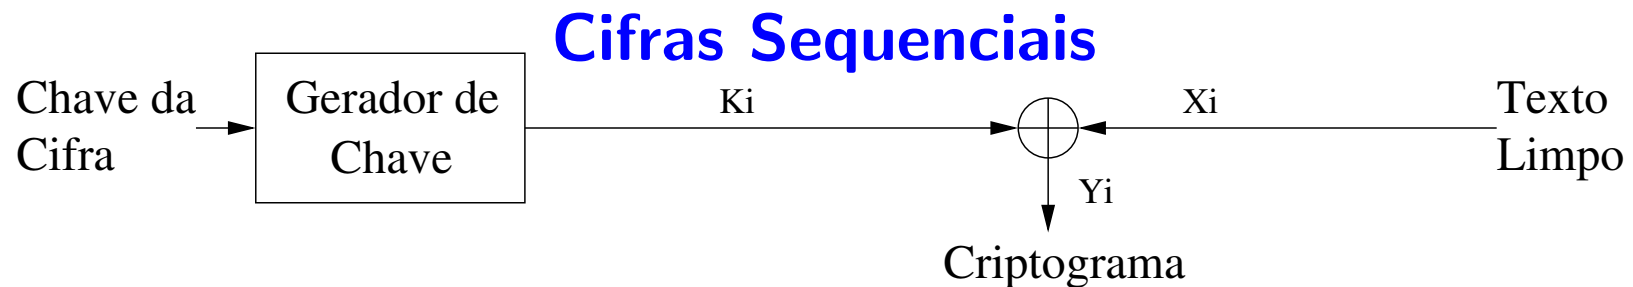 Cifras Sequenciais
Chave da
Cifra
Gerador de
Chave
Ki
Xi
Texto
Limpo
Yi
Criptograma